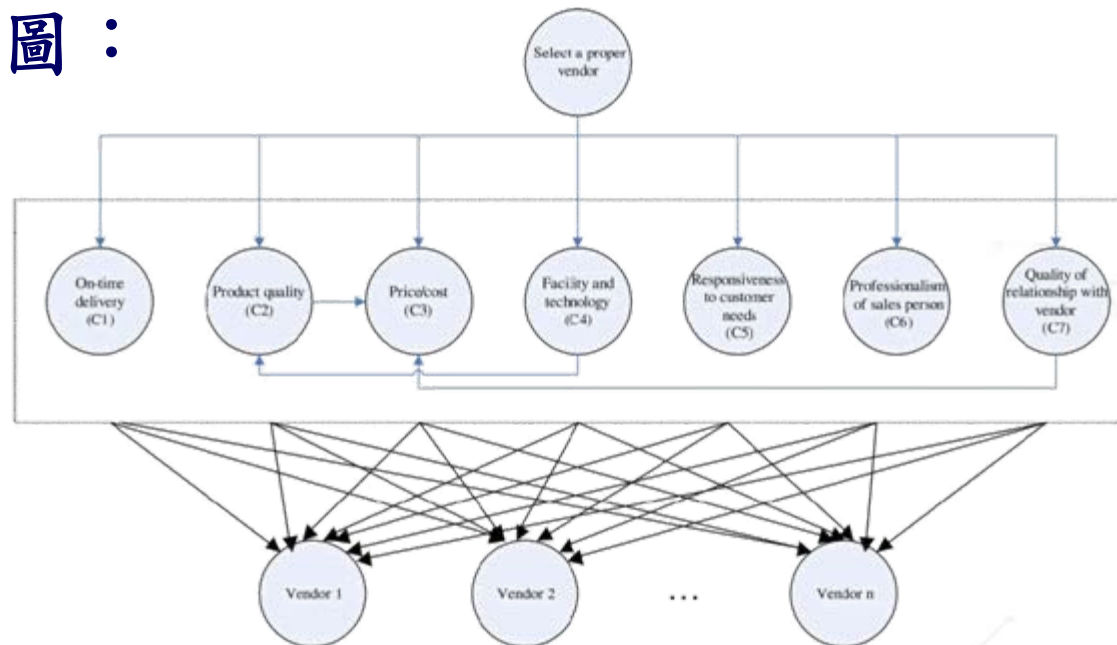 圖：
Select a proper
vendor
On-time
delivery
(C1)
Product quality
(C2)
Price/cost
(C3)
Facility and
technology
(C4)
Responsiveness
to customer
needs
(C5)
Professionalism
of sales person
(C6)
Quality of
relationship with
vendor
(C7)
Vendor 1
Vendor 2
...
Vendor n